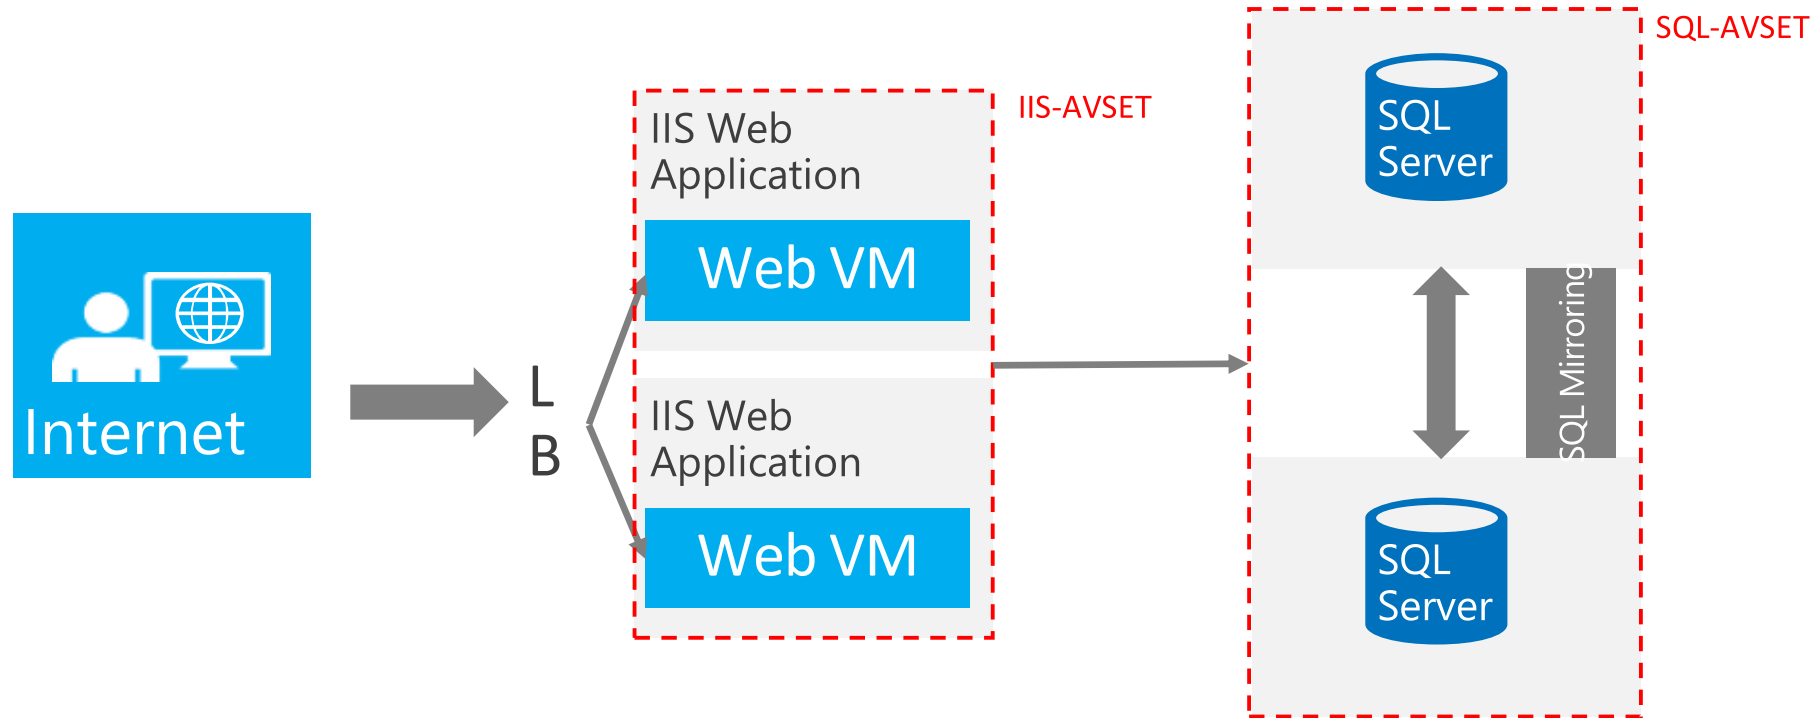 Internet
L
B
IIS Web
Application
Web VM
IIS Web
Application
Web VM
IIS-AVSET
SQL
Server
SQL Mirroring
SQL
Server
SQL-AVSET